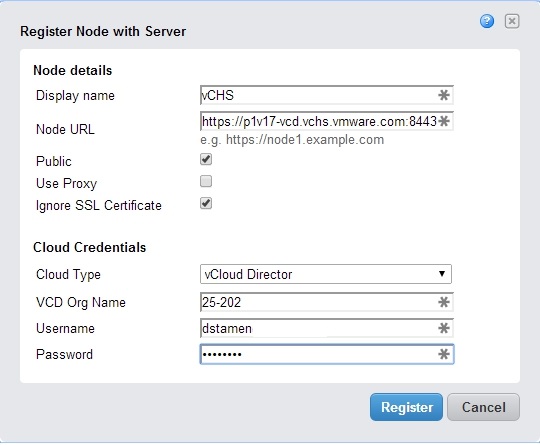 Register Node with Server
Node details
Display name vCHS
Node URL https://p1v17-vcd.vchs.vmware.com:8443
e.g. https://node1.example.com
Public
Use Proxy
Ignore SSL Certificate
Cloud Credentials
Cloud Type vCloud Director
VCD Org Name 25-202
Username dstamen
Password ••••••••
Register Cancel